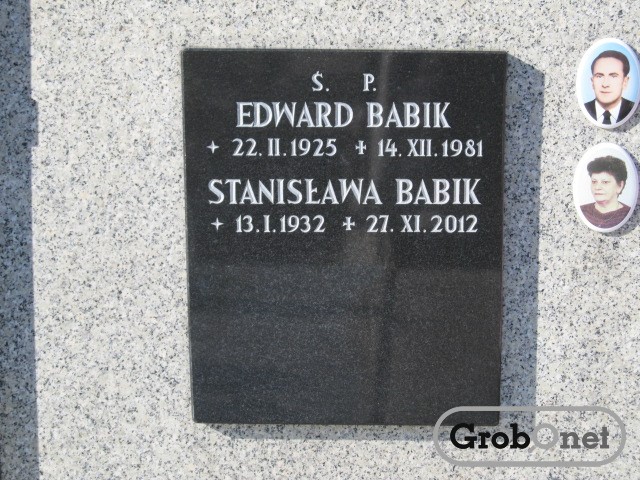 Ś. P.
EDWARD BABIK
+ 22. II. 1925 ✠ 14. XII. 1981
STANISŁAWA BABIK
+ 13. I. 1932 ✠ 27. XI. 2012
GrobOnet